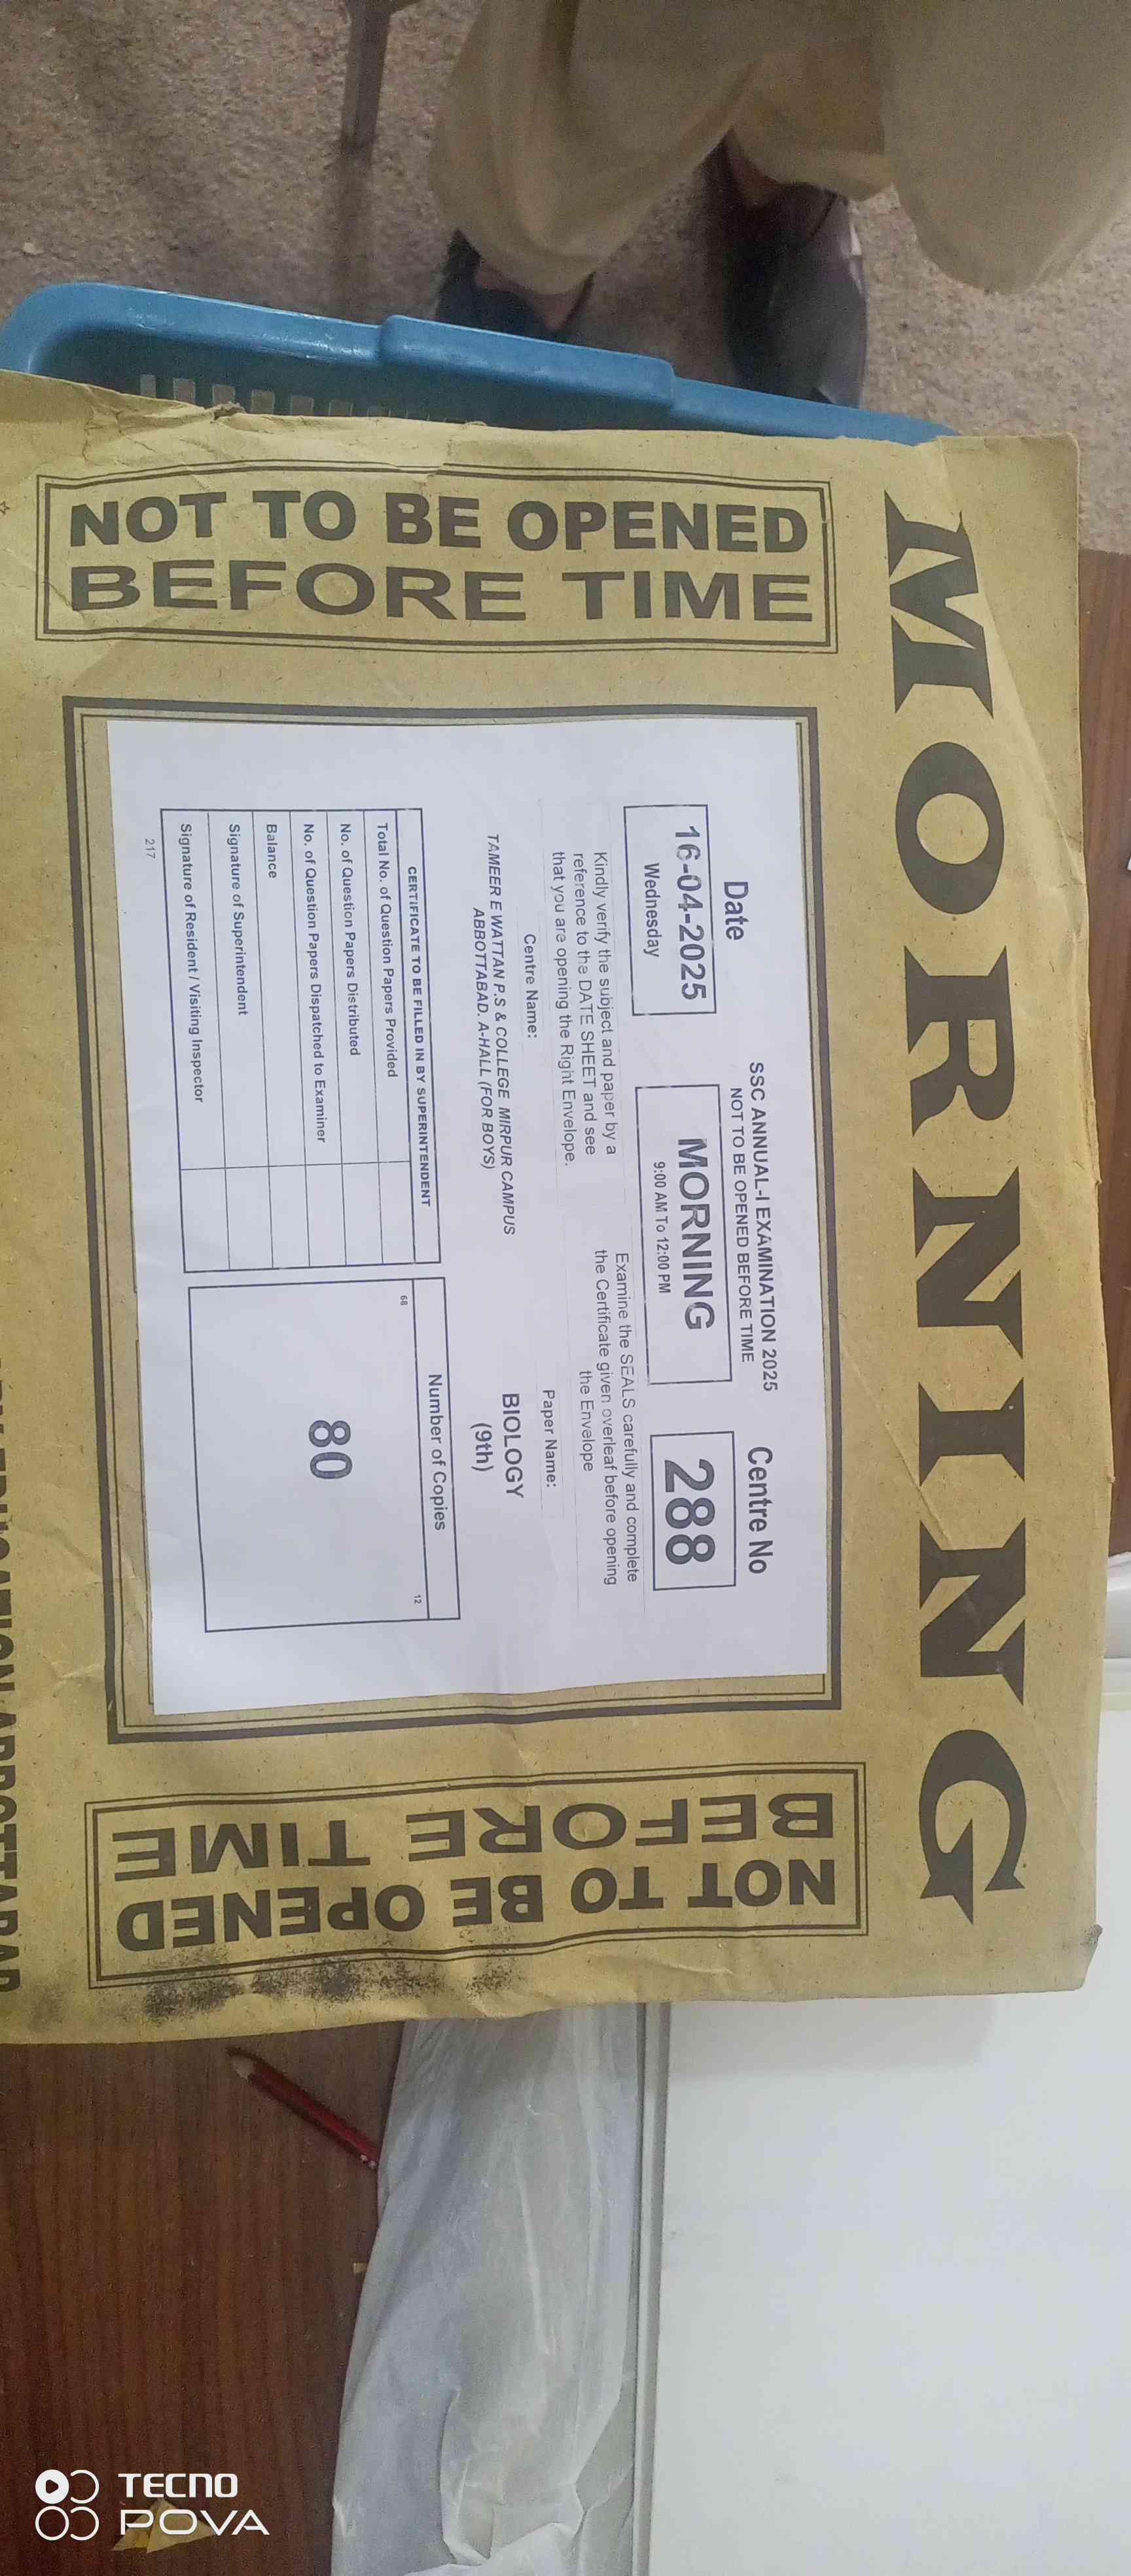 MORNING
NOT TO BE OPENED
BEFORE TIME
SSC ANNUAL-I EXAMINATION 2025
NOT TO BE OPENED BEFORE TIME
Date
16-04-2025
Wednesday
MORNING
9:00 AM To 12:00 PM
Centre No
288
Kindly verify the subject and paper by a
reference to the DATE SHEET and see
that you are opening the Right Envelope.
Examine the SEALS carefully and complete
the Certificate given overleaf before opening
the Envelope
Centre Name:
TAMEER E WATTAN P.S & COLLEGE MIRPUR CAMPUS
ABBOTTABAD. A-HALL (FOR BOYS)
Paper Name:
BIOLOGY
(9th)
CERTIFICATE TO BE FILLED IN BY SUPERINTENDENT
Total No. of Question Papers Provided
No. of Question Papers Distributed
No. of Question Papers Dispatched to Examiner
Balance
Signature of Superintendent
Signature of Resident / Visiting Inspector
217
Number of Copies
68
12
80
NOT TO BE OPENED
BEFORE TIME
TECNO
POVA